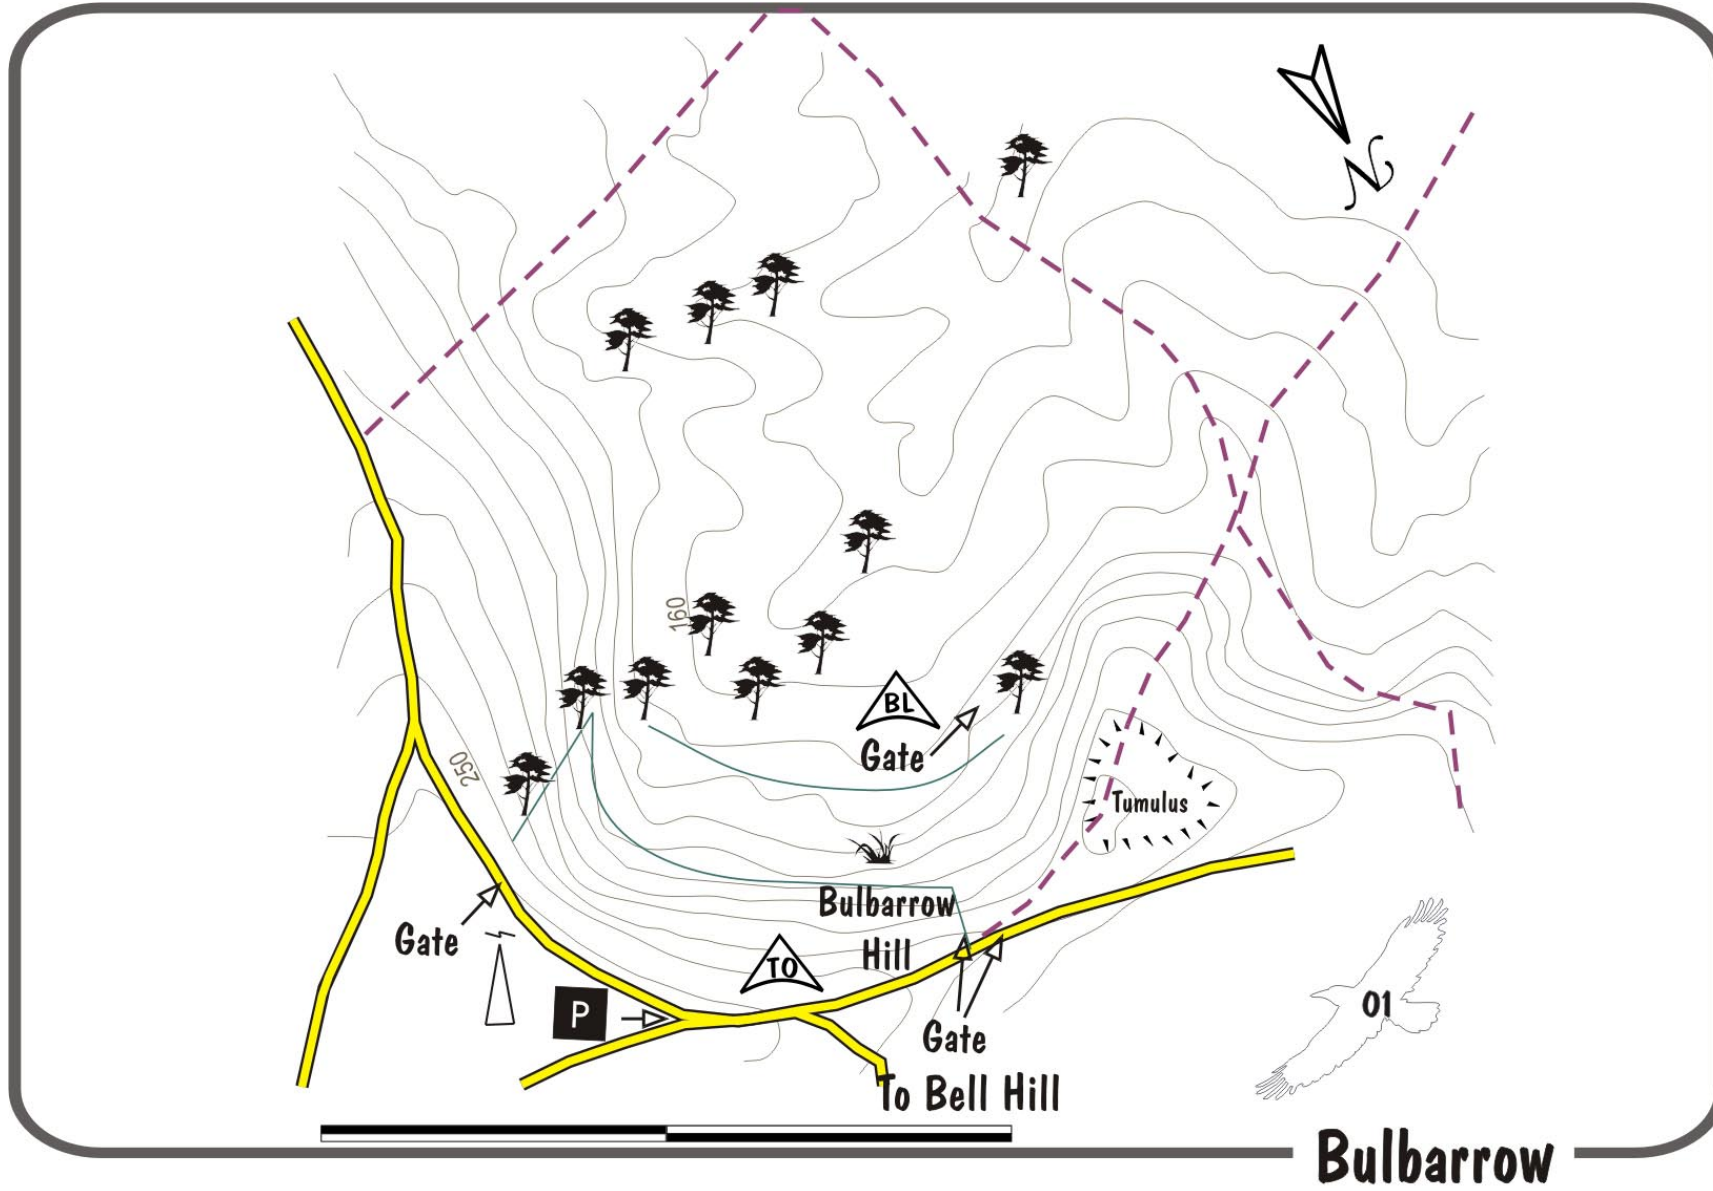 N
160
BL
Gate
250
Tumulus
Bulbarrow
Hill
Gate
TO
P
01
Gate
To Bell Hill
Bulbarrow